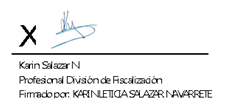 X
Karin Salazar N
Profesional División de Fiscalización
Firmado por: KARIN LETICIA SALAZAR NAVARRETE